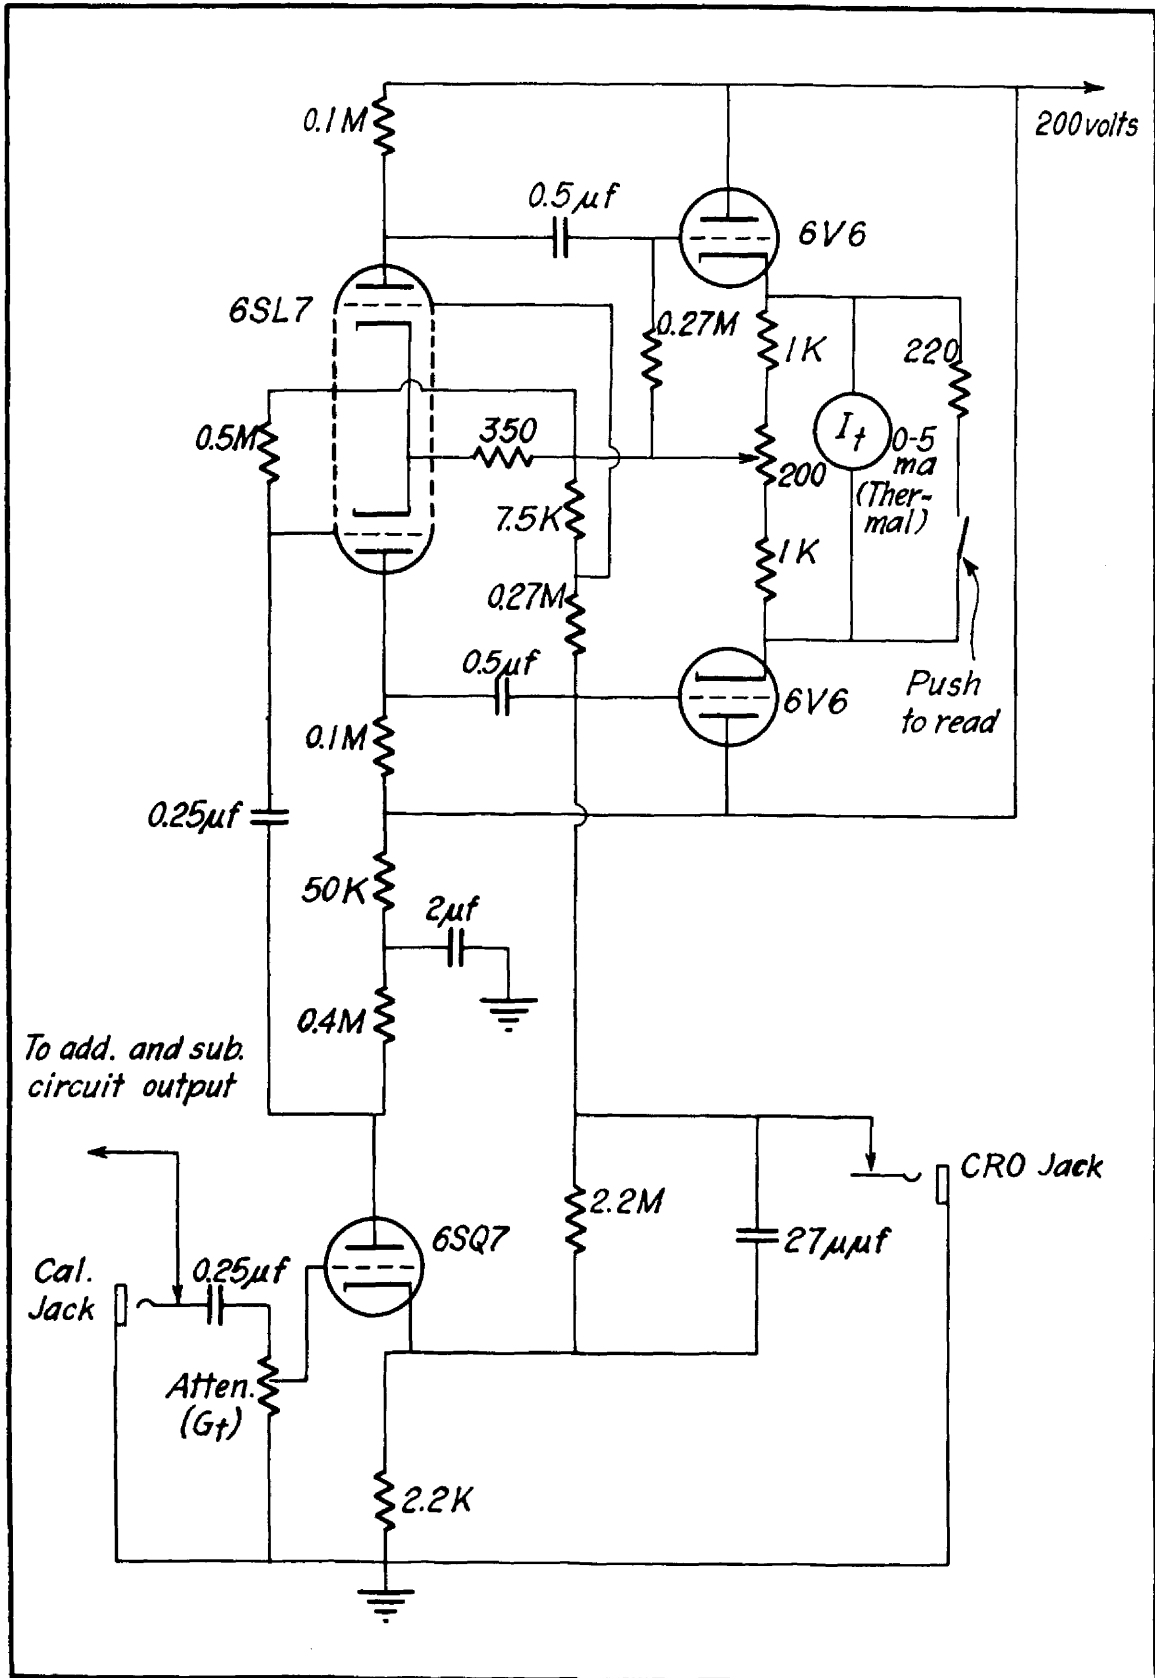 0.1M
200 volts
0.5μf
6V6
6SL7
0.27M
1K
220
0.5M
350
It
0-5
ma
(Ther-
mal)
200
7.5K
1K
0.27M
0.5μf
6V6
Push
to read
0.1M
0.25μf
50K
2μf
0.4M
To add. and sub.
circuit output
CRO Jack
2.2M
6SQ7
27μμf
Cal.
Jack
0.25μf
Atten.
(Gt)
2.2K